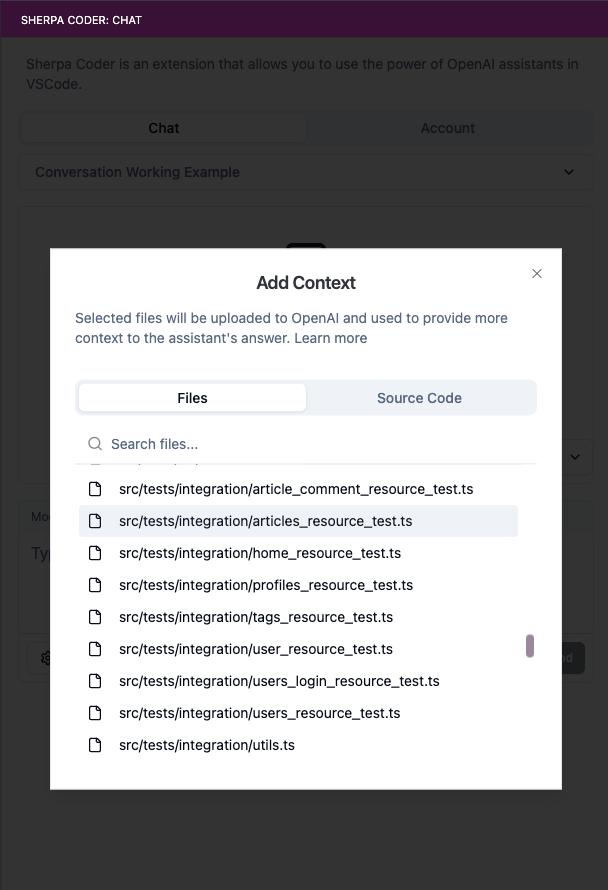 SHERPA CODER: CHAT
Sherpa Coder is an extension that allows you to use the power of OpenAI assistants in
VSCode.
Chat
Account
Conversation Working Example
Add Context
Selected files will be uploaded to OpenAI and used to provide more
context to the assistant's answer. Learn more
Files
Source Code
Search files...
src/tests/integration/article_comment_resource_test.ts
src/tests/integration/articles_resource_test.ts
src/tests/integration/home_resource_test.ts
src/tests/integration/profiles_resource_test.ts
src/tests/integration/tags_resource_test.ts
src/tests/integration/user_resource_test.ts
src/tests/integration/users_login_resource_test.ts
src/tests/integration/users_resource_test.ts
src/tests/integration/utils.ts